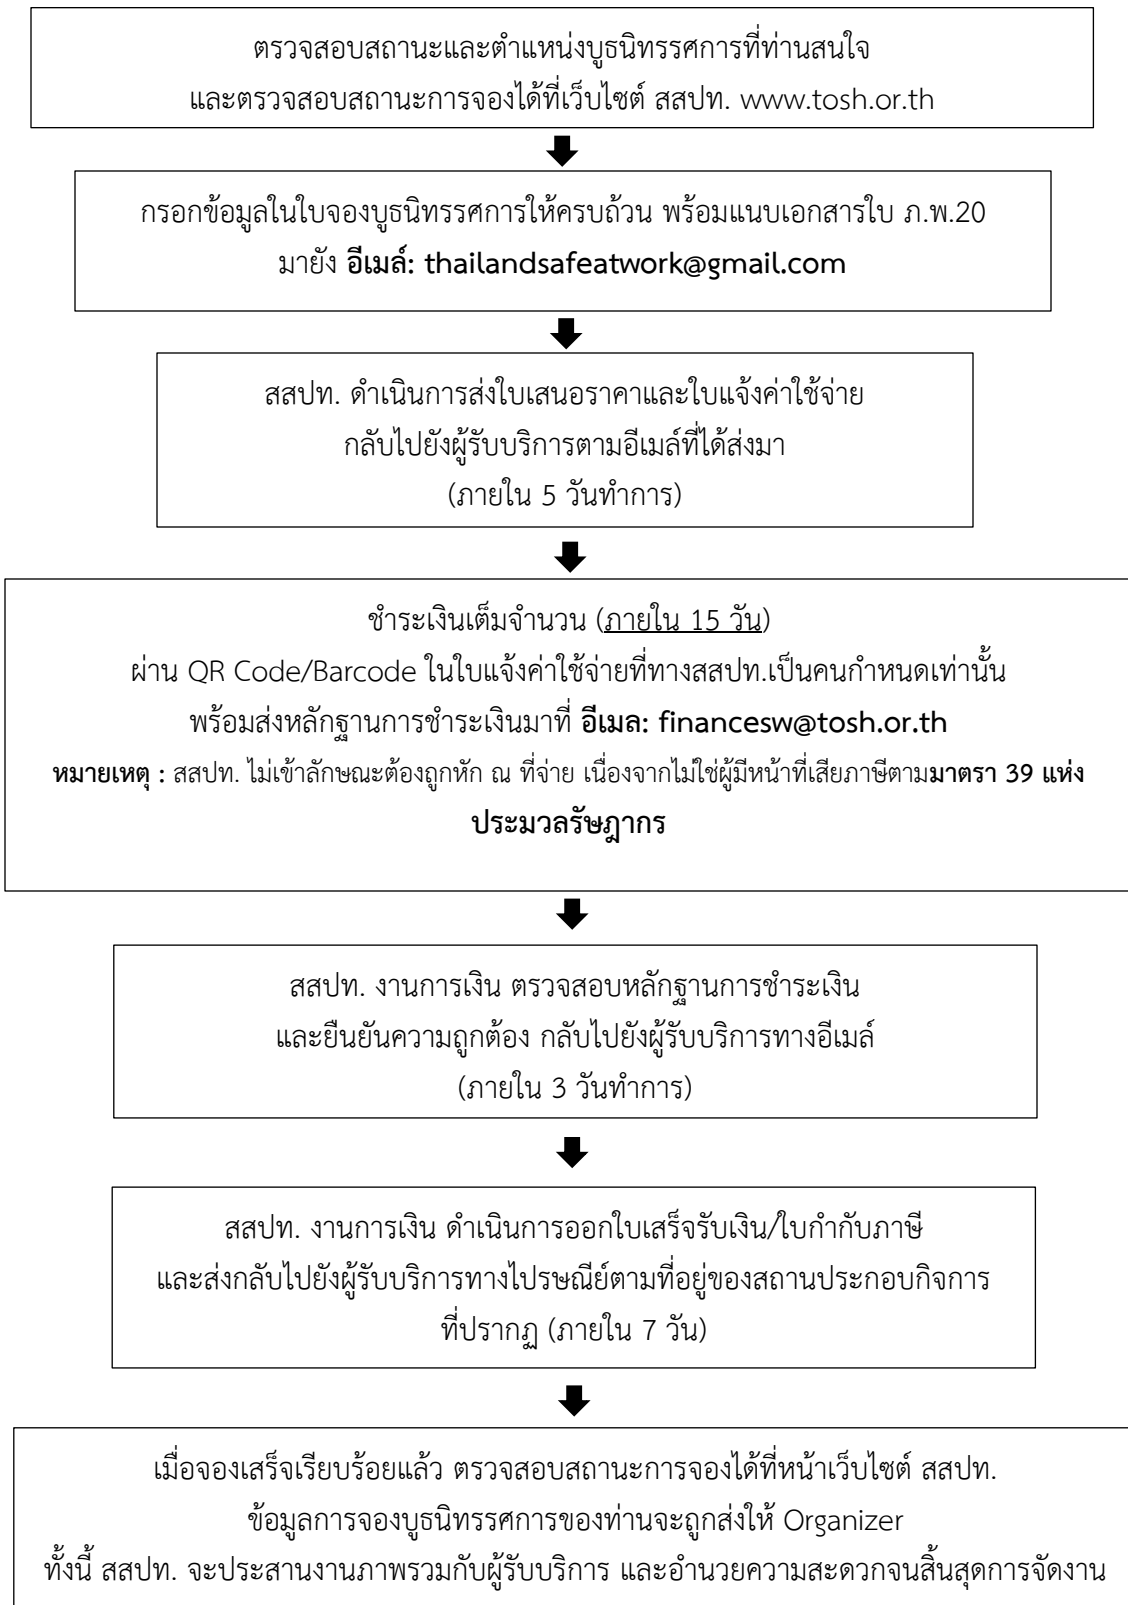 ตรวจสอบสถานะและตำแหน่งบูธนิทรรศการที่ท่านสนใจ
และตรวจสอบสถานะการจองได้ที่เว็บไซต์ สสปท. www.tosh.or.th
กรอกข้อมูลในใบจองบูธนิทรรศการให้ครบถ้วน พร้อมแนบเอกสารใบ ภ.พ.20
มายัง อีเมล์: thailandsafeatwork@gmail.com
สสปท. ดำเนินการส่งใบเสนอราคาและใบแจ้งค่าใช้จ่าย
กลับไปยังผู้รับบริการตามอีเมล์ที่ได้ส่งมา
(ภายใน 5 วันทำการ)
ชำระเงินเต็มจำนวน (ภายใน 15 วัน)
ผ่าน QR Code/Barcode ในใบแจ้งค่าใช้จ่ายที่ทางสสปท.เป็นคนกำหนดเท่านั้น
พร้อมส่งหลักฐานการชำระเงินมาที่ อีเมล: financesw@tosh.or.th
หมายเหตุ : สสปท. ไม่เข้าลักษณะต้องถูกหัก ณ ที่จ่าย เนื่องจากไม่ใช่ผู้มีหน้าที่เสียภาษีตามมาตรา 39 แห่ง
ประมวลรัษฎากร
สสปท. งานการเงิน ตรวจสอบหลักฐานการชำระเงิน
และยืนยันความถูกต้อง กลับไปยังผู้รับบริการทางอีเมล์
(ภายใน 3 วันทำการ)
สสปท. งานการเงิน ดำเนินการออกใบเสร็จรับเงิน/ใบกำกับภาษี
และส่งกลับไปยังผู้รับบริการทางไปรษณีย์ตามที่อยู่ของสถานประกอบกิจการ
ที่ปรากฏ (ภายใน 7 วัน)
เมื่อจองเสร็จเรียบร้อยแล้ว ตรวจสอบสถานะการจองได้ที่หน้าเว็บไซต์ สสปท.
ข้อมูลการจองบูธนิทรรศการของท่านจะถูกส่งให้ Organizer
ทั้งนี้ สสปท. จะประสานงานภาพรวมกับผู้รับบริการ และอำนวยความสะดวกจนสิ้นสุดการจัดงาน